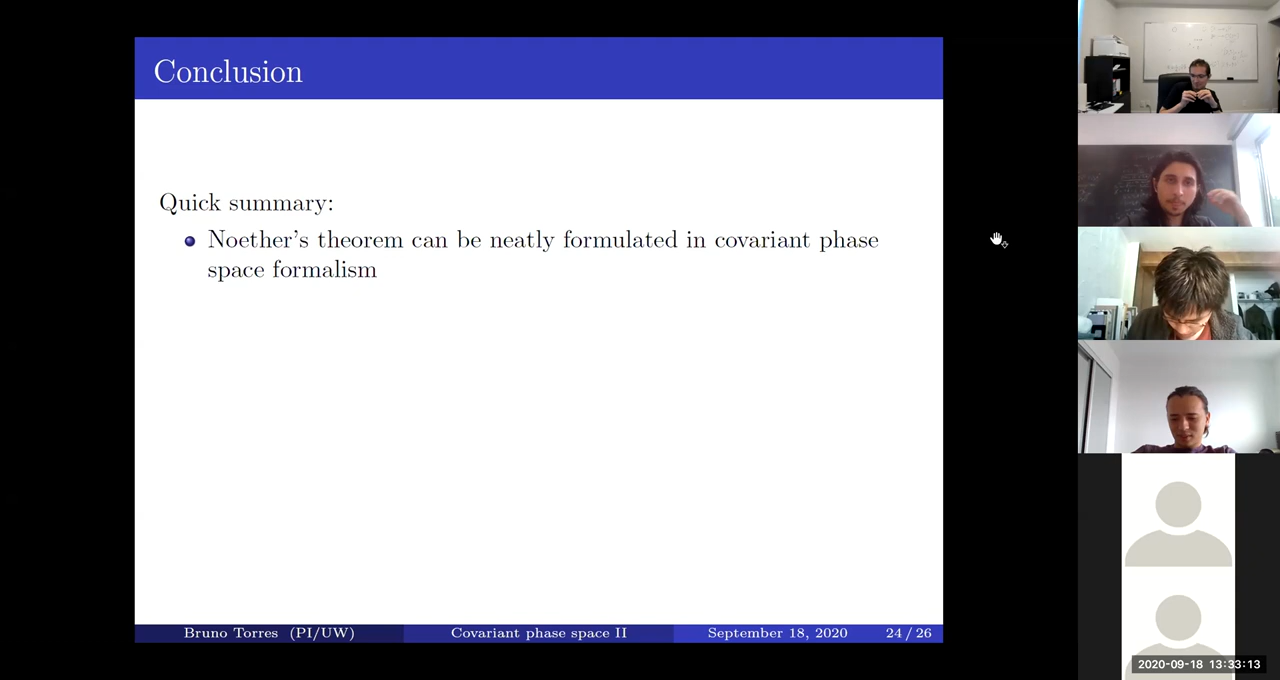 Conclusion
Quick summary:
Noether's theorem can be neatly formulated in covariant phase
space formalism
Bruno Torres (PI/UW)
Covariant phase space II
September 18, 2020
24 / 26
2020-09-18 13:33:13